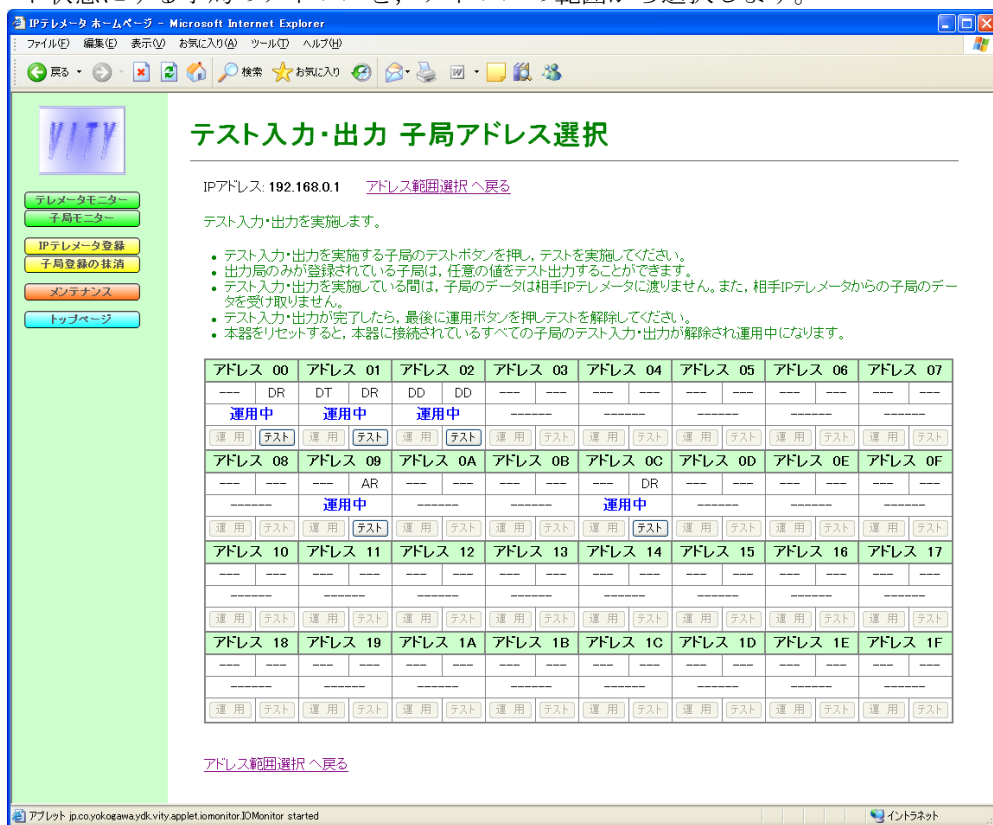 ト状態にする子局のアドレスを，アドレスの範囲から選択します。
IPテレメータ ホームページ - Microsoft Internet Explorer
ファイル(F) 編集(E) 表示(V) お気に入り(A) ツール(T) ヘルプ(H)
戻る 検索 お気に入り
VITY
テスト入力・出力 子局アドレス選択
IPアドレス: 192.168.0.1 アドレス範囲選択 へ戻る
テレメータモニター
子局モニター
IPテレメータ登録
子局登録の抹消
メンテナンス
トップページ
テスト入力・出力を実施します。
• テスト入力・出力を実施する子局のテストボタンを押し，テストを実施してください。
• 出力局のみが登録されている子局は，任意の値をテスト出力することができます。
• テスト入力・出力を実施している間は，子局のデータは相手IPテレメータに渡りません。また，相手IPテレメータからの子局のデー
タを受け取りません。
• テスト入力・出力が完了したら，最後に運用ボタンを押しテストを解除してください。
• 本器をリセットすると，本器に接続されているすべての子局のテスト入力・出力が解除され運用中になります。
アドレス 00 アドレス 01 アドレス 02 アドレス 03 アドレス 04 アドレス 05 アドレス 06 アドレス 07
--- DR DT DR DD DD --- --- --- --- --- --- --- --- --- ---
運用中 運用中 運用中 ------ ------ ------ ------ ------
運 用 テスト 運 用 テスト 運 用 テスト 運 用 テスト 運 用 テスト 運 用 テスト 運 用 テスト 運 用 テスト
アドレス 08 アドレス 09 アドレス 0A アドレス 0B アドレス 0C アドレス 0D アドレス 0E アドレス 0F
--- --- --- AR --- --- --- --- --- DR --- --- --- --- --- ---
------ 運用中 ------ ------ 運用中 ------ ------ ------
運 用 テスト 運 用 テスト 運 用 テスト 運 用 テスト 運 用 テスト 運 用 テスト 運 用 テスト 運 用 テスト
アドレス 10 アドレス 11 アドレス 12 アドレス 13 アドレス 14 アドレス 15 アドレス 16 アドレス 17
--- --- --- --- --- --- --- --- --- --- --- --- --- --- --- ---
------ ------ ------ ------ ------ ------ ------ ------
運 用 テスト 運 用 テスト 運 用 テスト 運 用 テスト 運 用 テスト 運 用 テスト 運 用 テスト 運 用 テスト
アドレス 18 アドレス 19 アドレス 1A アドレス 1B アドレス 1C アドレス 1D アドレス 1E アドレス 1F
--- --- --- --- --- --- --- --- --- --- --- --- --- --- --- ---
------ ------ ------ ------ ------ ------ ------ ------
運 用 テスト 運 用 テスト 運 用 テスト 運 用 テスト 運 用 テスト 運 用 テスト 運 用 テスト 運 用 テスト
アドレス範囲選択 へ戻る
アプレット jp.co.yokogawa.ydk.vity.applet.iomonitor.IOMonitor started イントラネット